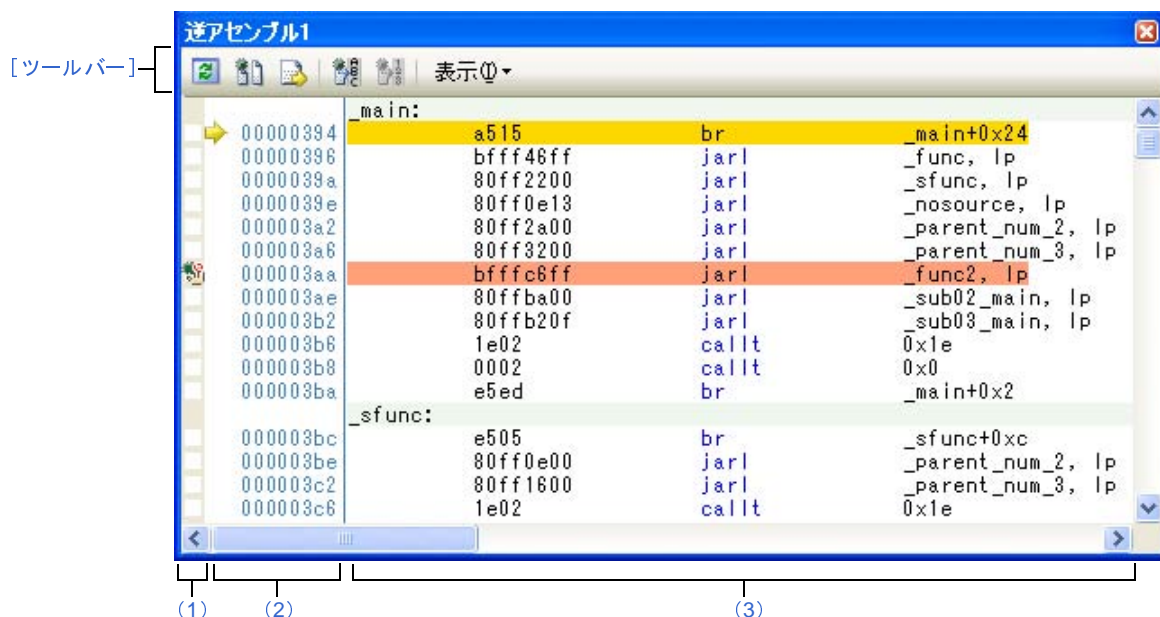 逆アセンブル1
[ツールバー]
表示(I)
_main:
00000394 a515 br _main+0x24
00000396 bfff46ff jarl _func, lp
0000039a 80ff2200 jarl _sfunc, lp
0000039e 80ff0e13 jarl _nosource, lp
000003a2 80ff2a00 jarl _parent_num_2, lp
000003a6 80ff3200 jarl _parent_num_3, lp
000003aa bfffc6ff jarl _func2, lp
000003ae 80ffba00 jarl _sub02_main, lp
000003b2 80ffb20f jarl _sub03_main, lp
000003b6 1e02 callt 0x1e
000003b8 0002 callt 0x0
000003ba e5ed br _main+0x2
_sfunc:
000003bc e505 br _sfunc+0xc
000003be 80ff0e00 jarl _parent_num_2, lp
000003c2 80ff1600 jarl _parent_num_3, lp
000003c6 1e02 callt 0x1e
(1) (2) (3)